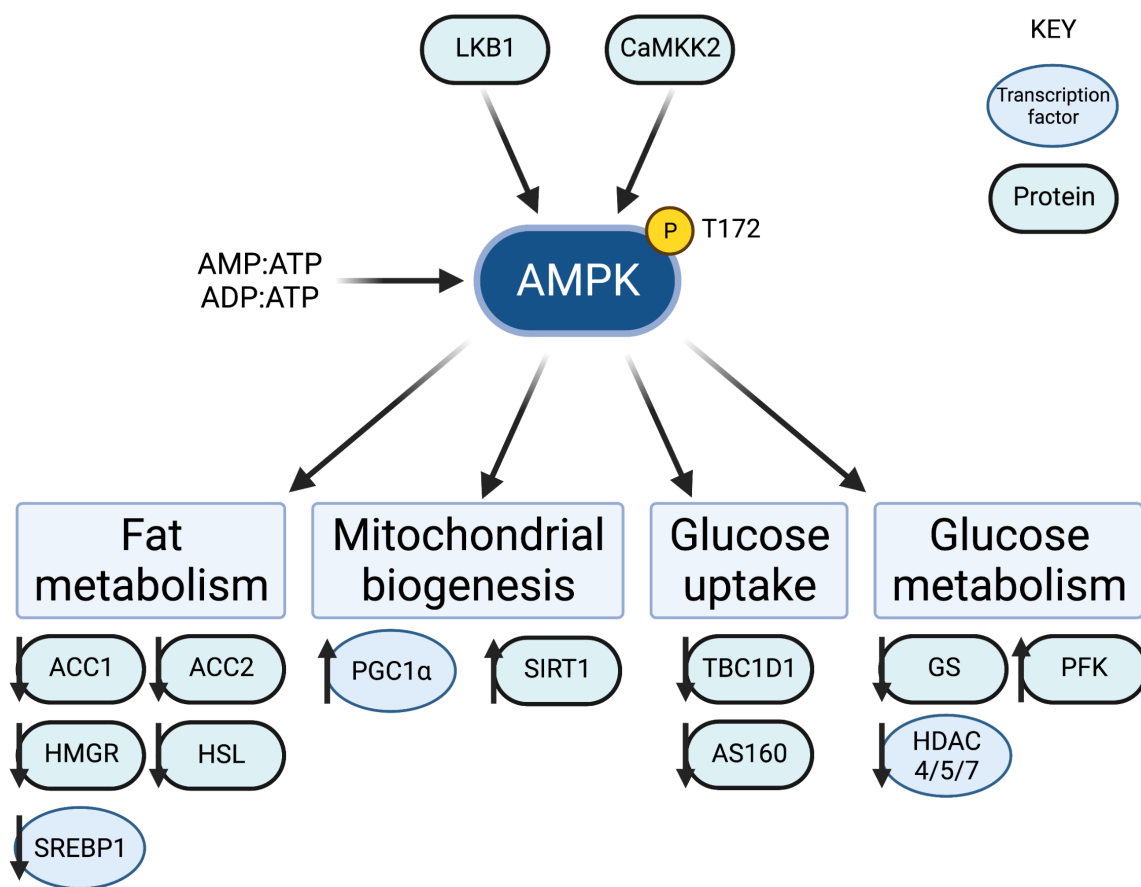 LKB1
CaMKK2
KEY
Transcription
factor
Protein
P
T172
AMP:ATP
ADP:ATP
AMPK
Fat
metabolism
Mitochondrial
biogenesis
Glucose
uptake
Glucose
metabolism
ACC1
ACC2
PGC1α
SIRT1
TBC1D1
GS
PFK
HMGR
HSL
AS160
HDAC
4/5/7
SREBP1